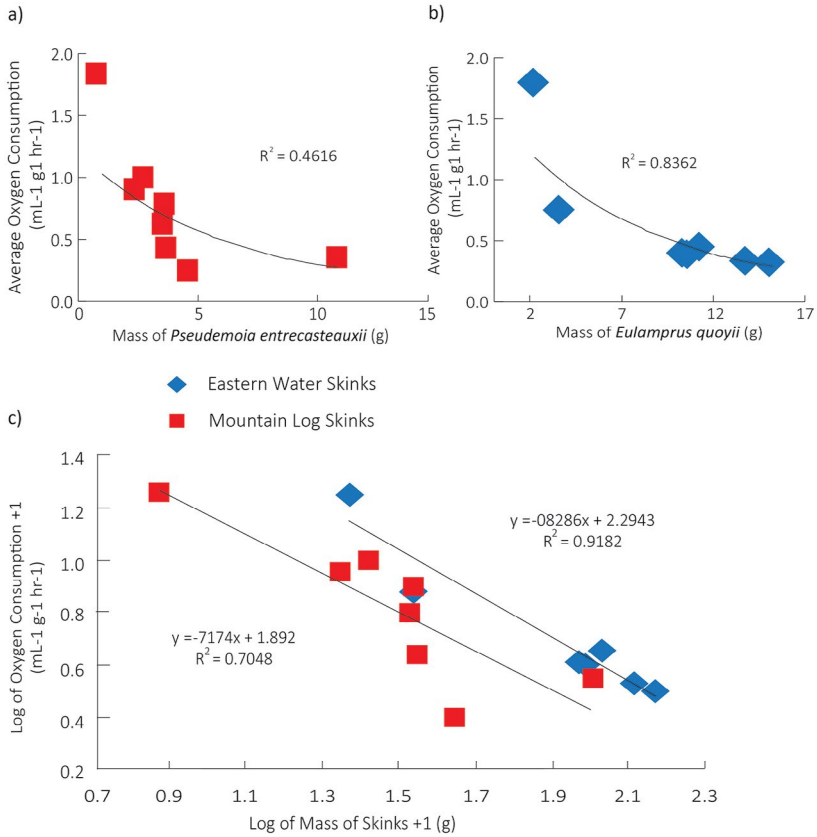 a)
Average Oxygen Consumption
(mL-1 g1 hr-1)
2.0
1.5
1.0
0.5
0.0
R² = 0.4616
0
5
10
15
Mass of Pseudemoia entrecasteauxii (g)
b)
Average Oxygen Consumption
(mL-1 g1 hr-1)
2.0
1.5
1.0
0.5
0.0
R² = 0.8362
2
7
12
17
Mass of Eulamprus quoyii (g)
Eastern Water Skinks
Mountain Log Skinks
c)
Log of Oxygen Consumption +1
(mL-1 g-1 hr-1)
1.4
1.2
1.0
0.8
0.6
0.4
0.2
y =-08286x + 2.2943
R² = 0.9182
y =-7174x + 1.892
R² = 0.7048
0.7
0.9
1.1
1.3
1.5
1.7
1.9
2.1
2.3
Log of Mass of Skinks +1 (g)